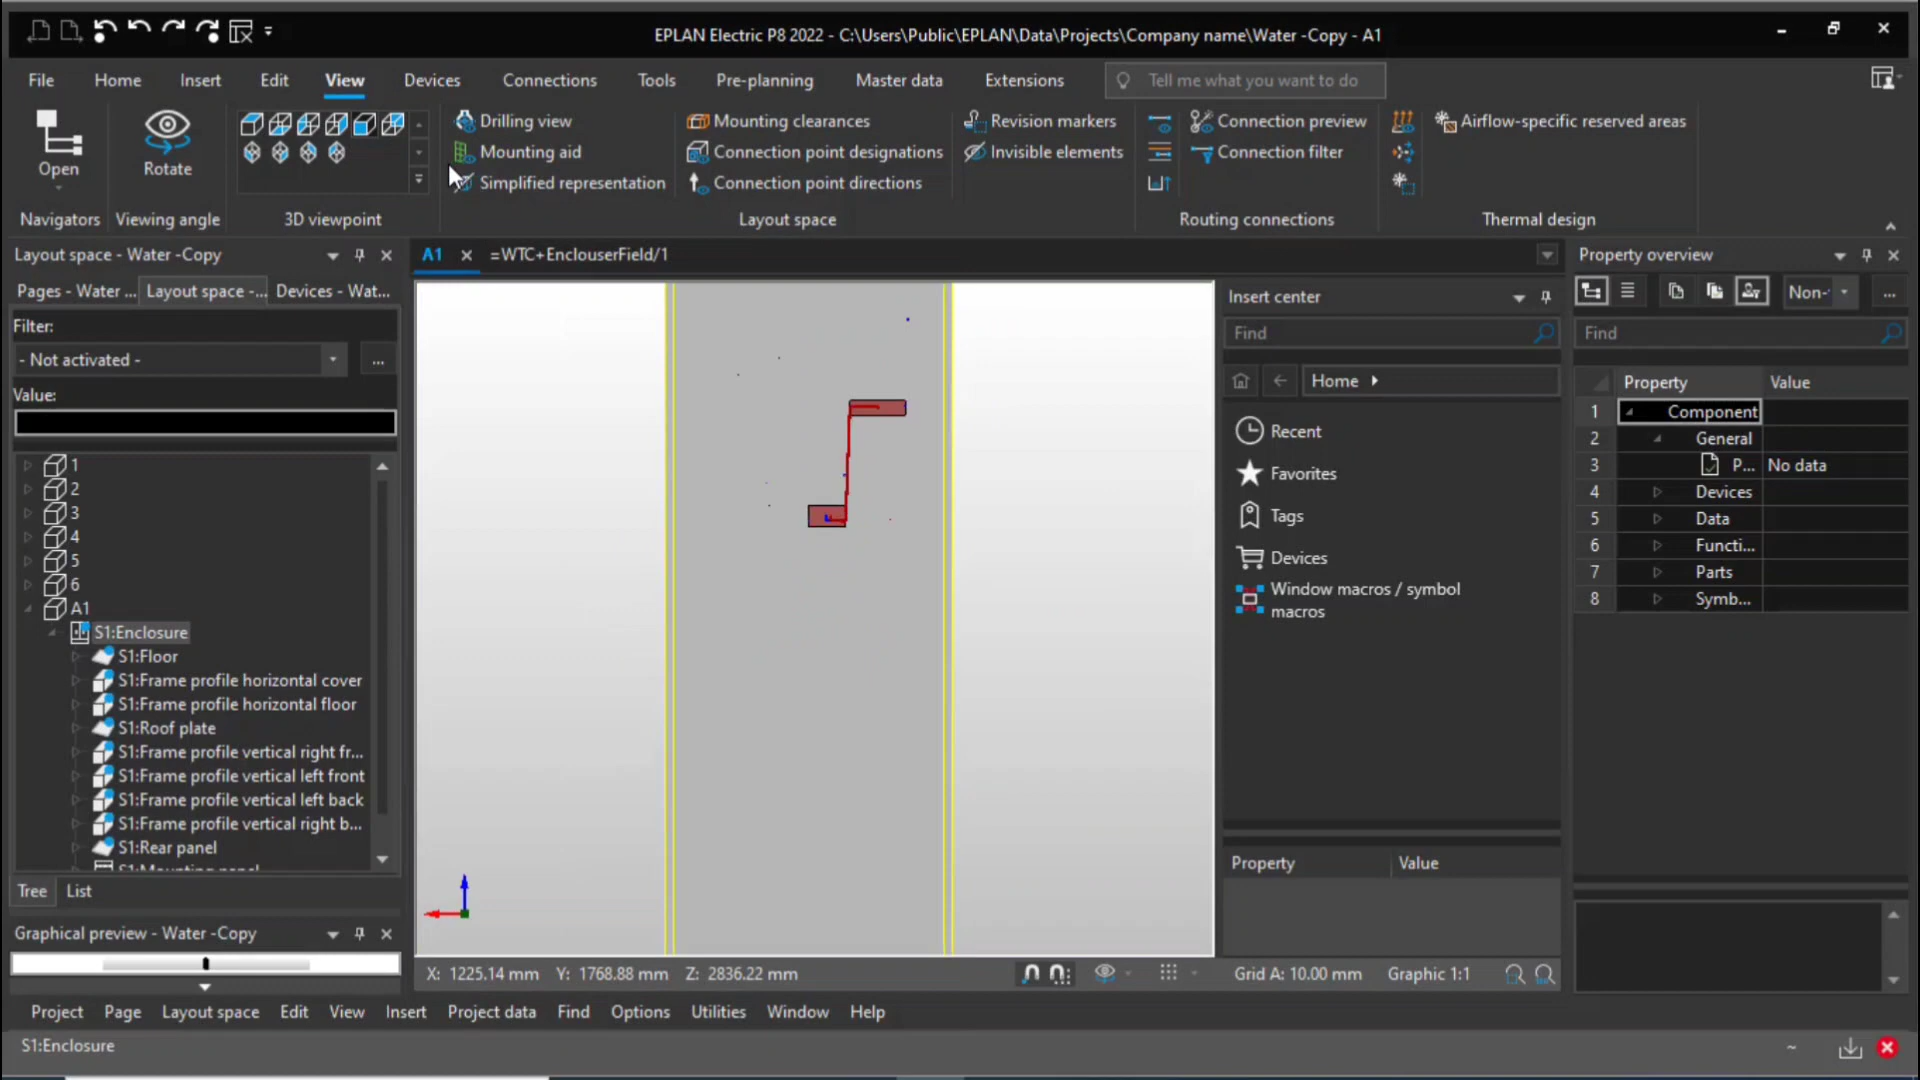 EPLAN Electric P8 2022 - C:\Users\Public\EPLAN\Data\Projects\Company name\Water -Copy - A1
File Home Insert Edit View Devices Connections Tools Pre-planning Master data Extensions Tell me what you want to do
Open
Navigators
Rotate
Viewing angle
3D viewpoint
Drilling view
Mounting aid
Simplified representation
Mounting clearances
Connection point designations
Connection point directions
Revision markers
Invisible elements
Layout space
Connection preview
Connection filter
Routing connections
Airflow-specific reserved areas
Thermal design
Layout space - Water -Copy
Pages - Water ... Layout space -... Devices - Wat...
Filter:
- Not activated - ...
Value:
1
2
3
4
5
6
A1
S1:Enclosure
S1:Floor
S1:Frame profile horizontal cover
S1:Frame profile horizontal floor
S1:Roof plate
S1:Frame profile vertical right fr...
S1:Frame profile vertical left front
S1:Frame profile vertical left back
S1:Frame profile vertical right b...
S1:Rear panel
S1:Mounting panel
Tree List
Graphical preview - Water -Copy
A1 =WTC+EnclouserField/1
X: 1225.14 mm Y: 1768.88 mm Z: 2836.22 mm Grid A: 10.00 mm Graphic 1:1
Insert center
Find
Home
Recent
Favorites
Tags
Devices
Window macros / symbol
macros
Property Value
Property overview
Non- ...
Find
Property Value
1 Component
2 General
3 P... No data
4 Devices
5 Data
6 Functi...
7 Parts
8 Symb...
Project Page Layout space Edit View Insert Project data Find Options Utilities Window Help
S1:Enclosure ~